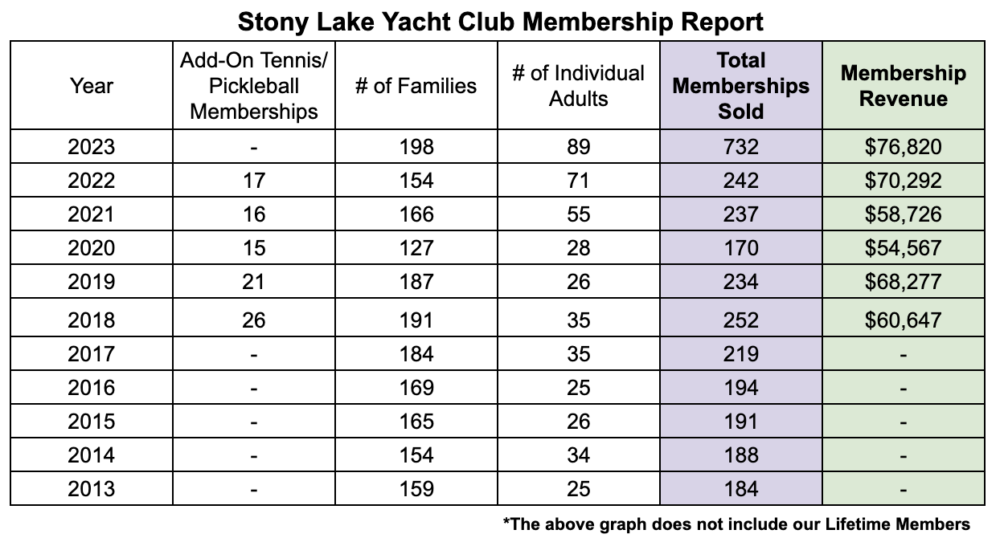 Stony Lake Yacht Club Membership Report
Year | Add-On Tennis/ Pickleball Memberships | # of Families | # of Individual Adults | Total Memberships Sold | Membership Revenue
2023 | - | 198 | 89 | 732 | $76,820
2022 | 17 | 154 | 71 | 242 | $70,292
2021 | 16 | 166 | 55 | 237 | $58,726
2020 | 15 | 127 | 28 | 170 | $54,567
2019 | 21 | 187 | 26 | 234 | $68,277
2018 | 26 | 191 | 35 | 252 | $60,647
2017 | - | 184 | 35 | 219 | -
2016 | - | 169 | 25 | 194 | -
2015 | - | 165 | 26 | 191 | -
2014 | - | 154 | 34 | 188 | -
2013 | - | 159 | 25 | 184 | -
*The above graph does not include our Lifetime Members